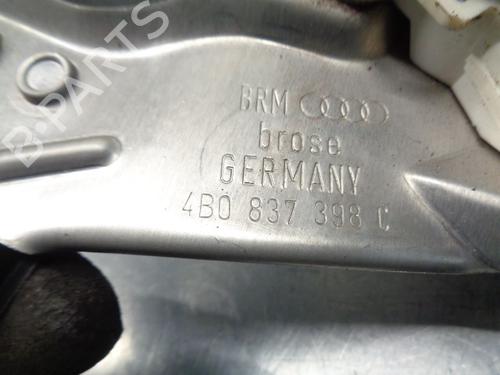 B-PARTS
BRM
brose
GERMANY
4B0 837 398 C